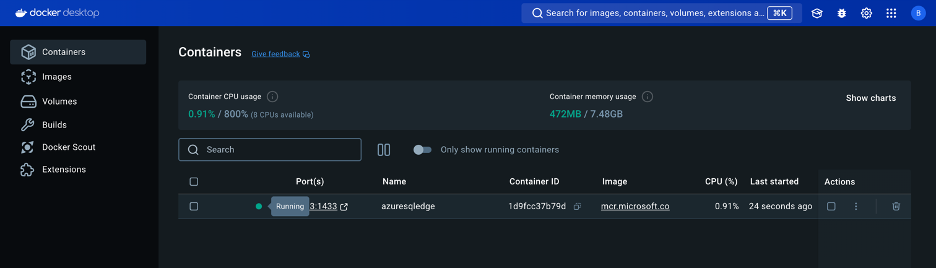 docker desktop
Search for images, containers, volumes, extensions a... ⌘K
B
Containers
Images
Volumes
Builds
Docker Scout
Extensions
Containers Give feedback
Container CPU usage
0.91% / 800% (8 CPUs available)
Container memory usage
472MB / 7.48GB
Show charts
Search
Only show running containers
Port(s) Name Container ID Image CPU (%) Last started Actions
Running 3:1433 azuresqledge 1d9fcc37b79d mcr.microsoft.co 0.91% 24 seconds ago